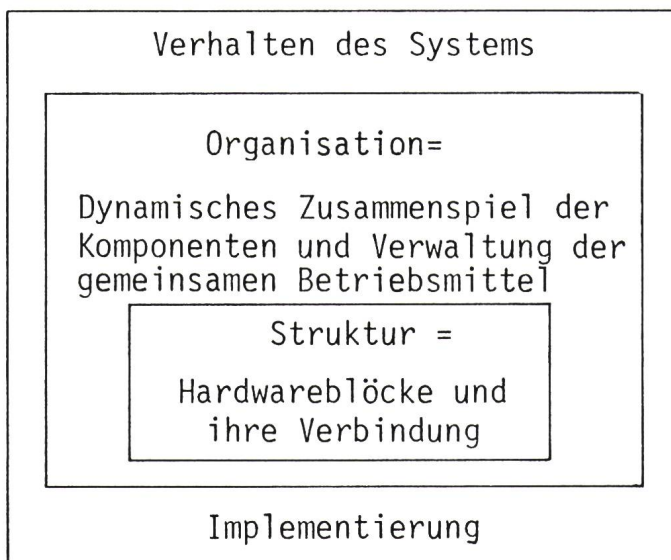 Verhalten des Systems
Organisation=
Dynamisches Zusammenspiel der
Komponenten und Verwaltung der
gemeinsamen Betriebsmittel
Struktur =
Hardwareblöcke und
ihre Verbindung
Implementierung